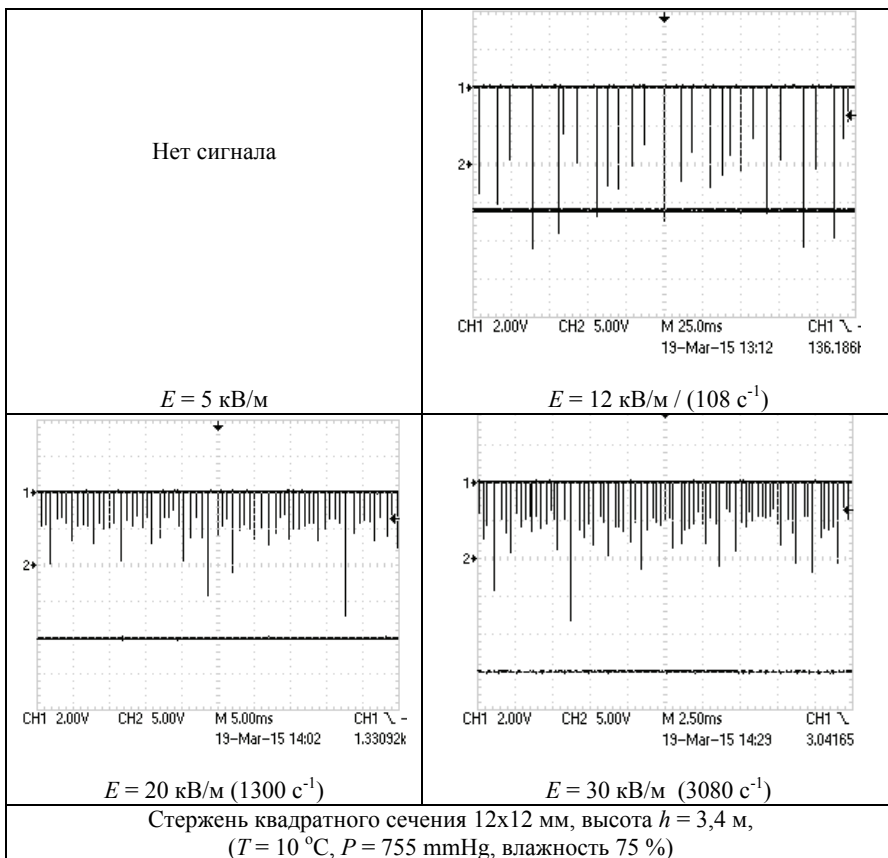 Нет сигнала
E = 5 кВ/м
1
2
CH1 2.00V CH2 5.00V M 25.0ms CH1 \ -
19-Mar-15 13:12 136.186
E = 12 кВ/м / (108 с⁻¹)
1
2
CH1 2.00V CH2 5.00V M 5.00ms CH1 \ -
19-Mar-15 14:02 1.33092k
E = 20 кВ/м (1300 с⁻¹)
1
2
CH1 2.00V CH2 5.00V M 2.50ms CH1 \
19-Mar-15 14:29 3.04165
E = 30 кВ/м (3080 с⁻¹)
Стержень квадратного сечения 12х12 мм, высота h = 3,4 м,
(T = 10 °С, P = 755 mmHg, влажность 75 %)